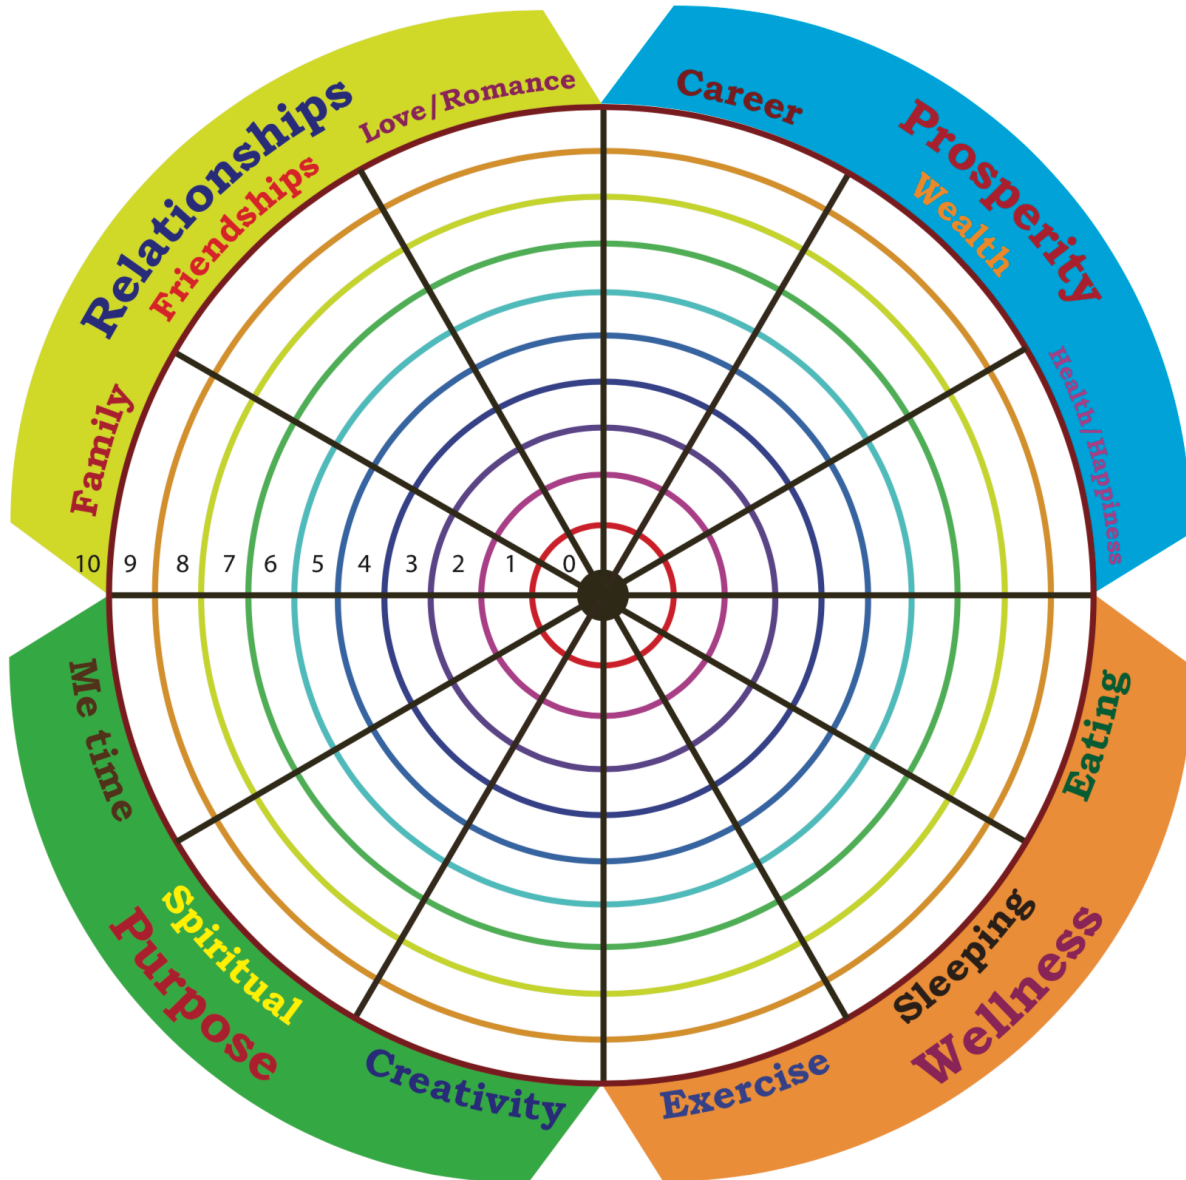 Relationships
Love/Romance
Friendships
Family
Career
Prosperity
Wealth
Health/Happiness
10 9 8 7 6 5 4 3 2 1 0
Me time
Spiritual
Purpose
Creativity
Eating
Sleeping
Wellness
Exercise